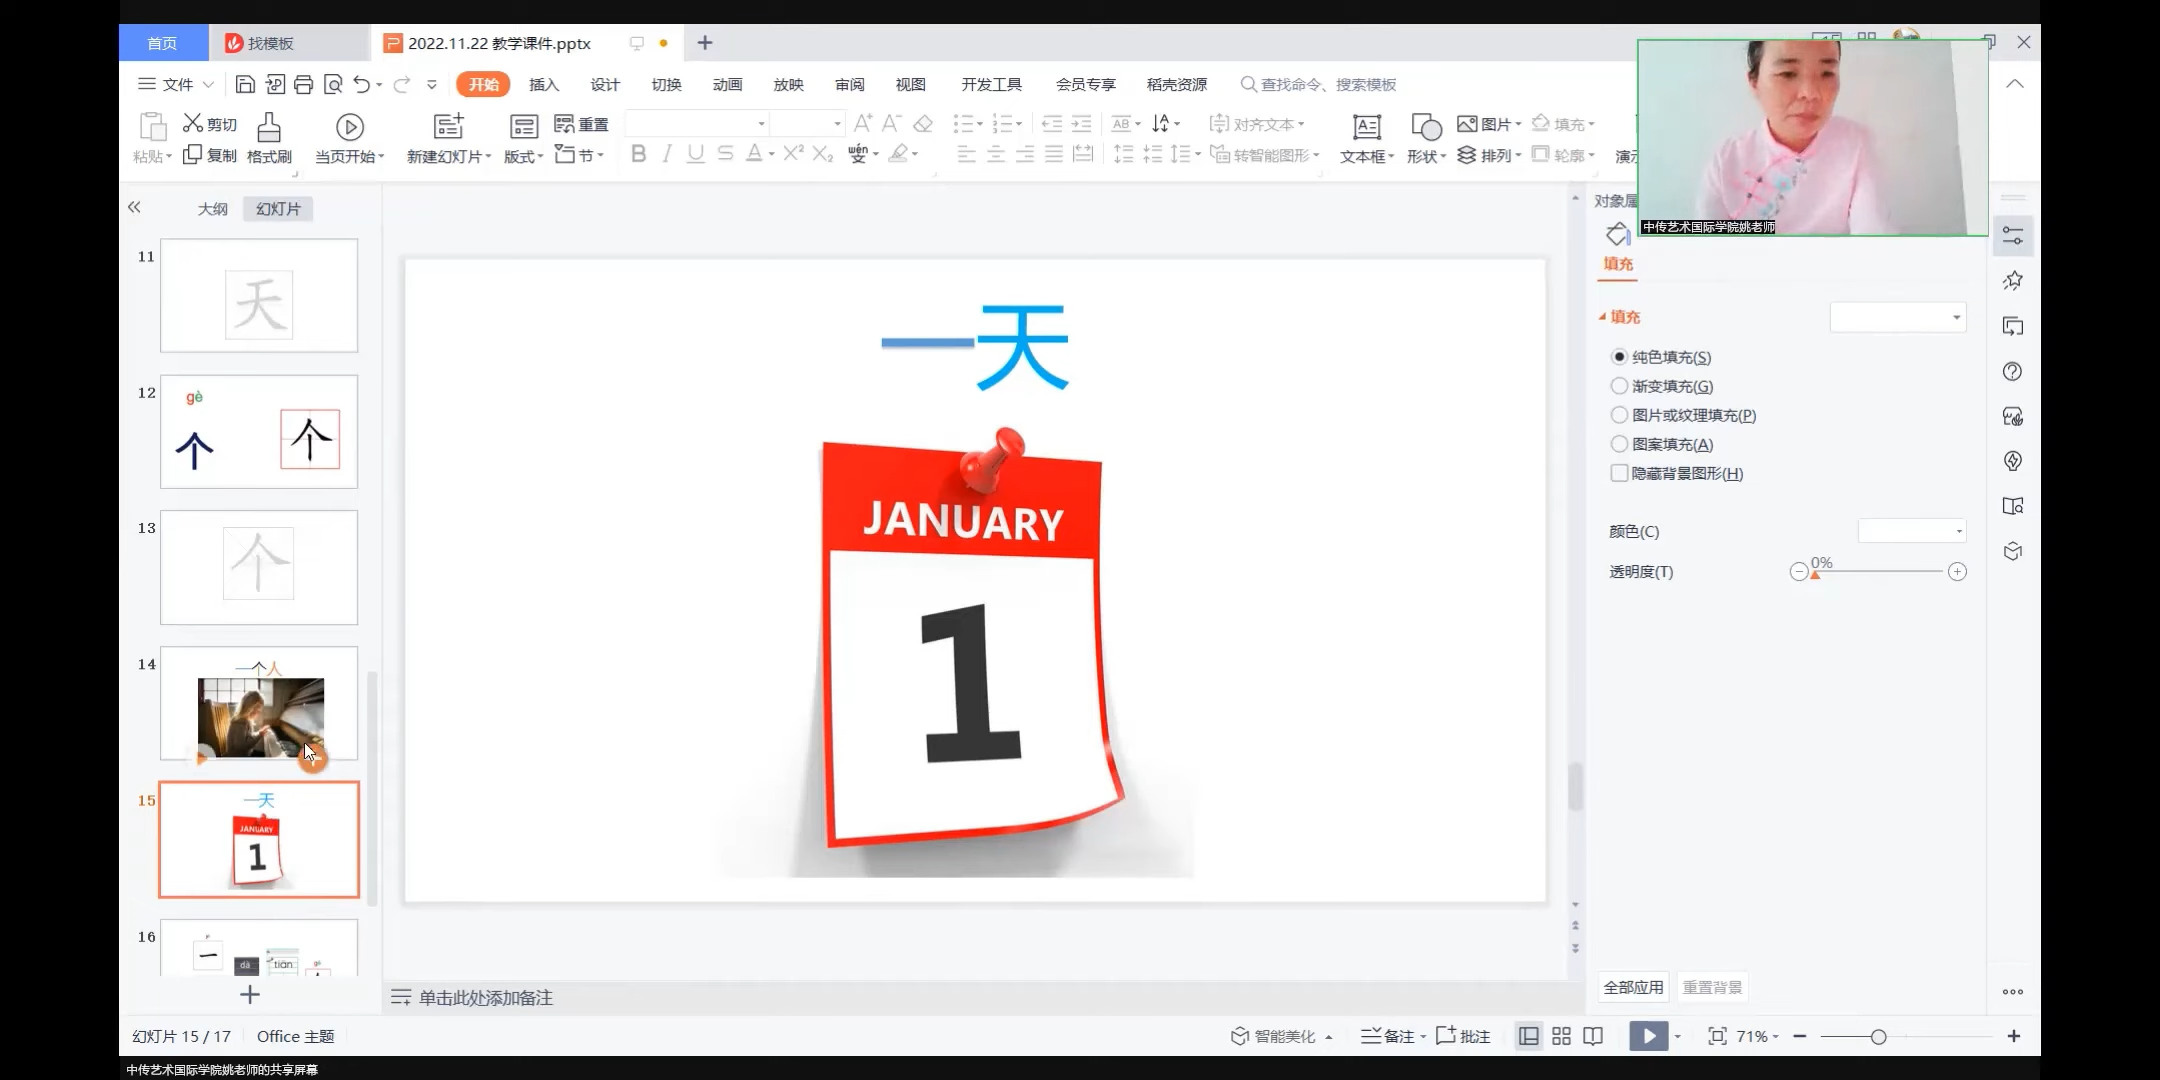 首页
找模板
2022.11.22 教学课件.pptx
文件
开始
插入
设计
切换
动画
放映
审阅
视图
开发工具
会员专享
稻壳资源
查找命令、搜索模板
粘贴
剪切
复制
格式刷
当页开始
新建幻灯片
版式
重置
节
对齐文本
转智能图形
文本框
形状
图片
排列
填充
轮廓
中传艺术国际学院姚老师
大纲
幻灯片
11
天
12
gè
个
个
13
个
14
一个人
15
一天
JANUARY
1
16
一
dà
tiān
gè
一天
JANUARY
1
填充
填充
纯色填充(S)
渐变填充(G)
图片或纹理填充(P)
图案填充(A)
隐藏背景图形(H)
颜色(C)
透明度(T)
0%
全部应用
重置背景
单击此处添加备注
幻灯片 15 / 17
Office 主题
智能美化
备注
批注
71%
中传艺术国际学院姚老师的共享屏幕